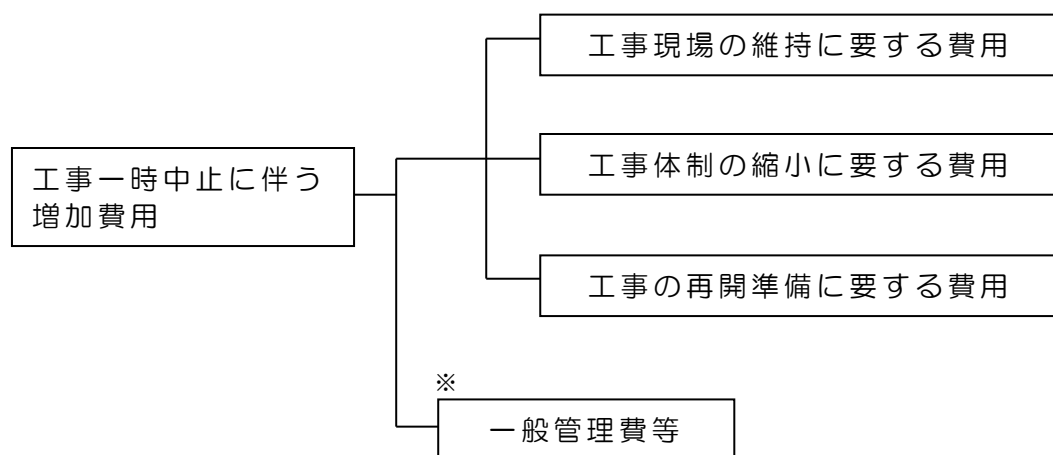 工事現場の維持に要する費用
工事一時中止に伴う
増加費用
工事体制の縮小に要する費用
工事の再開準備に要する費用
※
一般管理費等